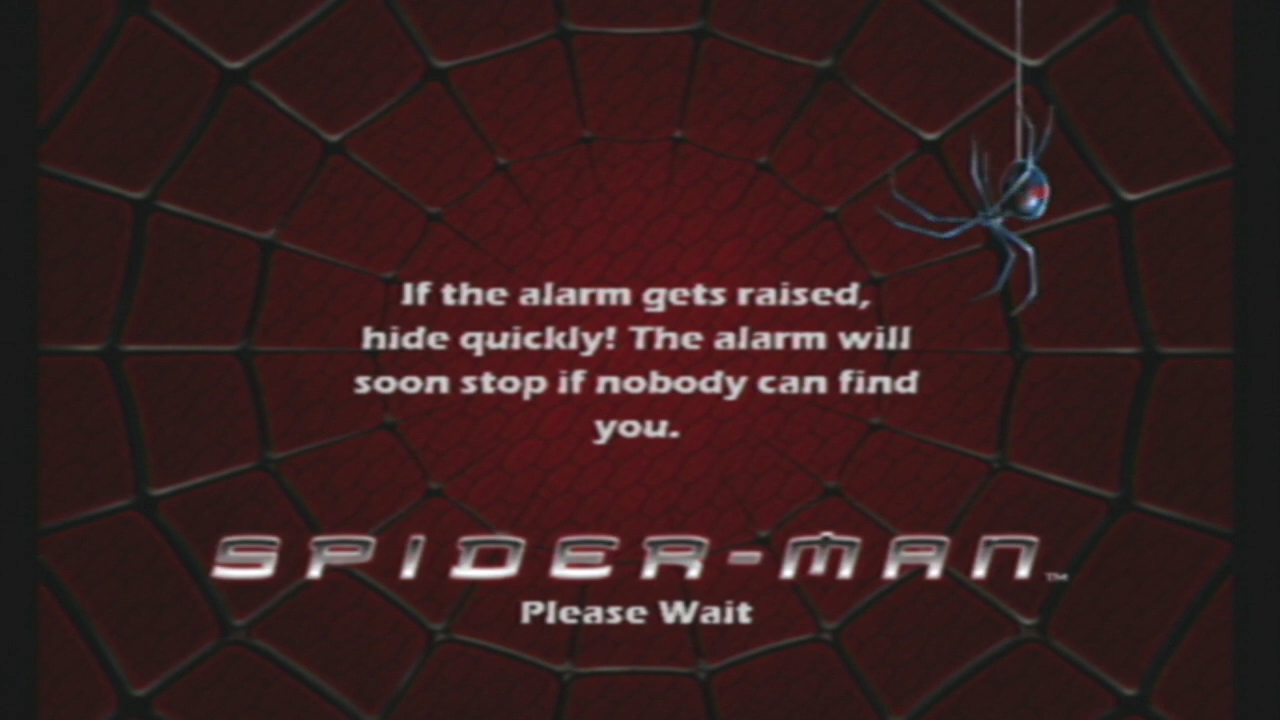 If the alarm gets raised,
hide quickly! The alarm will
soon stop if nobody can find
you.
SPIDER-MAN™
Please Wait